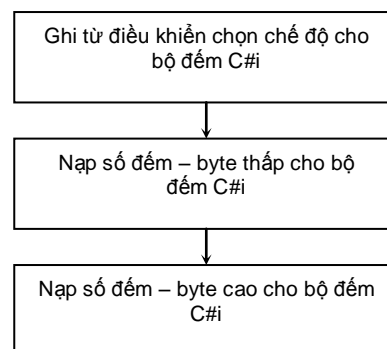 Ghi từ điều khiển chọn chế độ cho
bộ đếm C#i
Nạp số đếm – byte thấp cho bộ
đếm C#i
Nạp số đếm – byte cao cho bộ đếm
C#i